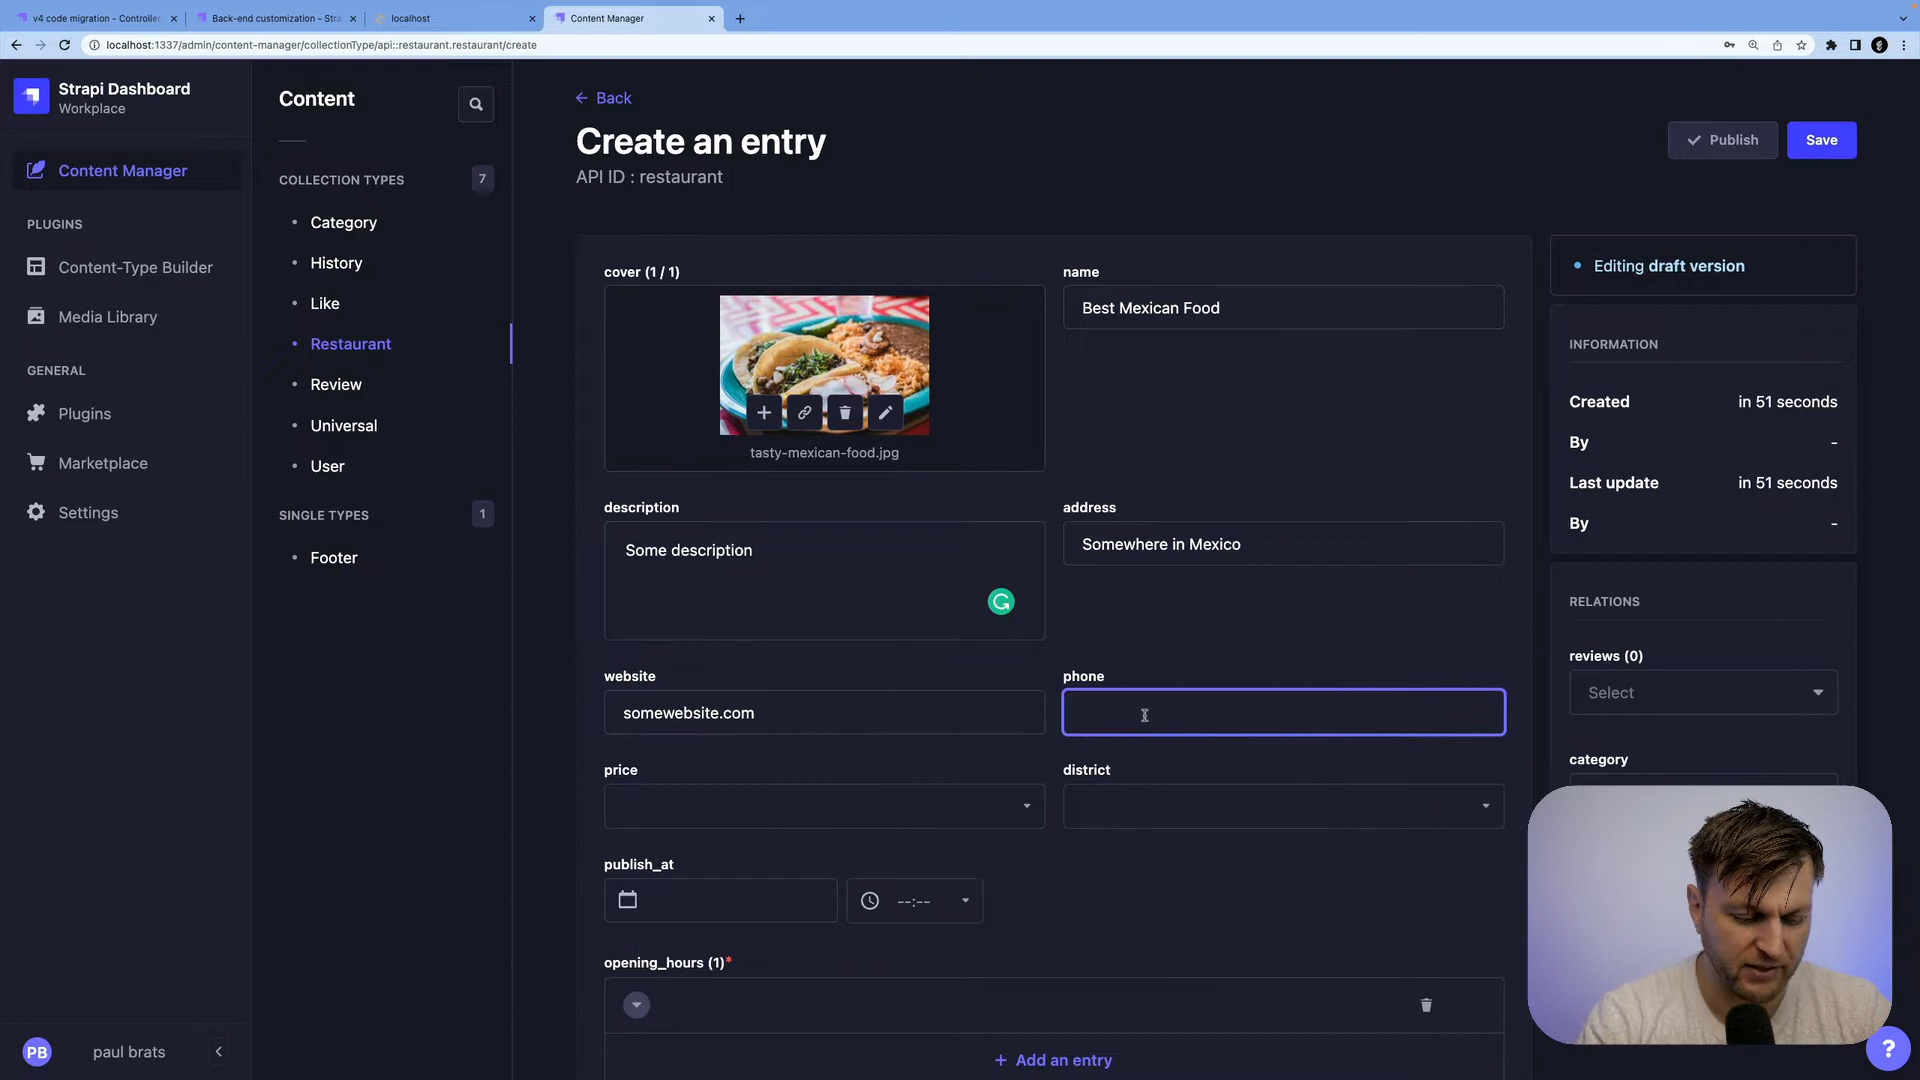 v4 code migration - Controller
Back-end customization - Stra
localhost
Content Manager
localhost:1337/admin/content-manager/collectionType/api::restaurant.restaurant/create
Strapi Dashboard
Workplace
Content Manager
PLUGINS
Content-Type Builder
Media Library
GENERAL
Plugins
Marketplace
Settings
PB
paul brats
Content
COLLECTION TYPES
7
Category
History
Like
Restaurant
Review
Universal
User
SINGLE TYPES
1
Footer
Back
Create an entry
API ID : restaurant
Publish
Save
cover (1 / 1)
tasty-mexican-food.jpg
name
Best Mexican Food
description
Some description
address
Somewhere in Mexico
website
somewebsite.com
phone
price
district
publish_at
--:--
opening_hours (1)*
Add an entry
Editing draft version
INFORMATION
Created
in 51 seconds
By
-
Last update
in 51 seconds
By
-
RELATIONS
reviews (0)
Select
category
?